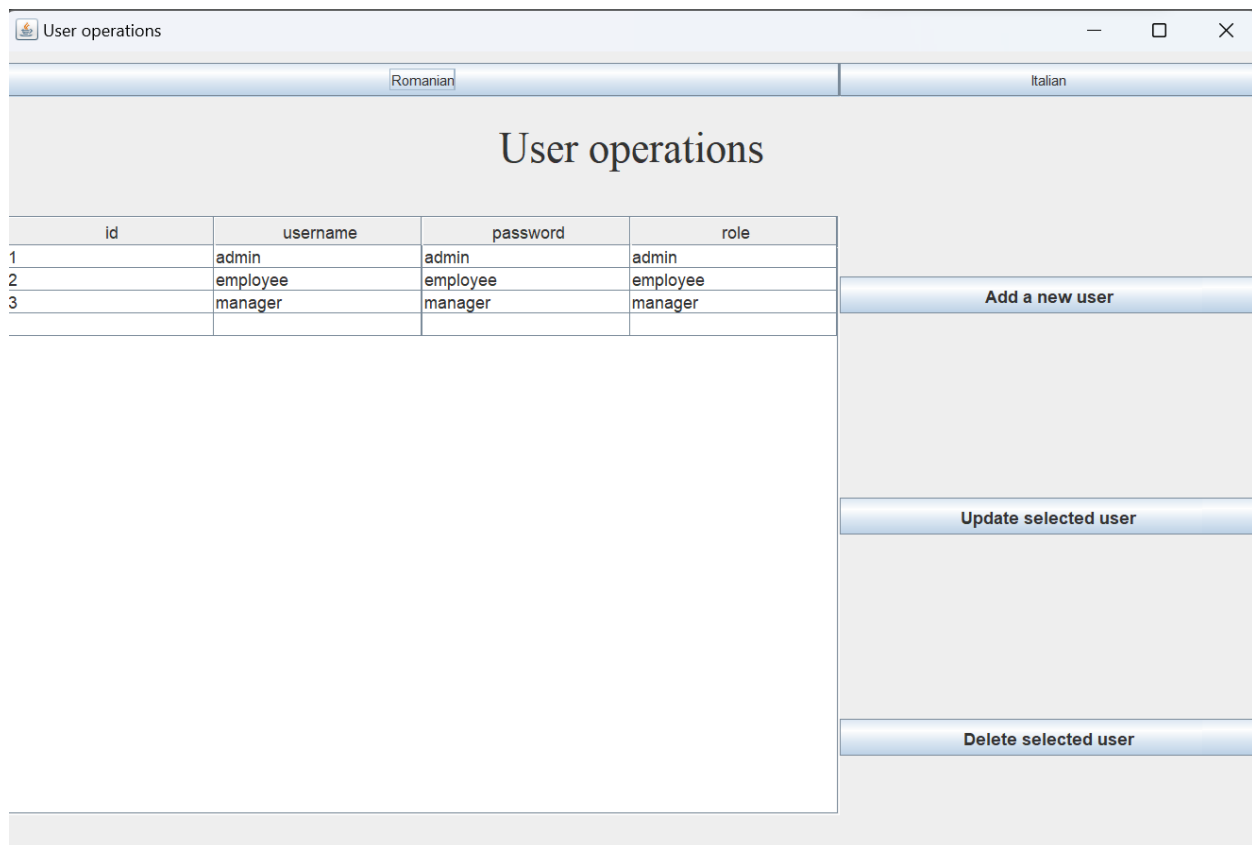 User operations
Romanian Italian
User operations
id username password role
1 admin admin admin
2 employee employee employee
3 manager manager manager
Add a new user
Update selected user
Delete selected user